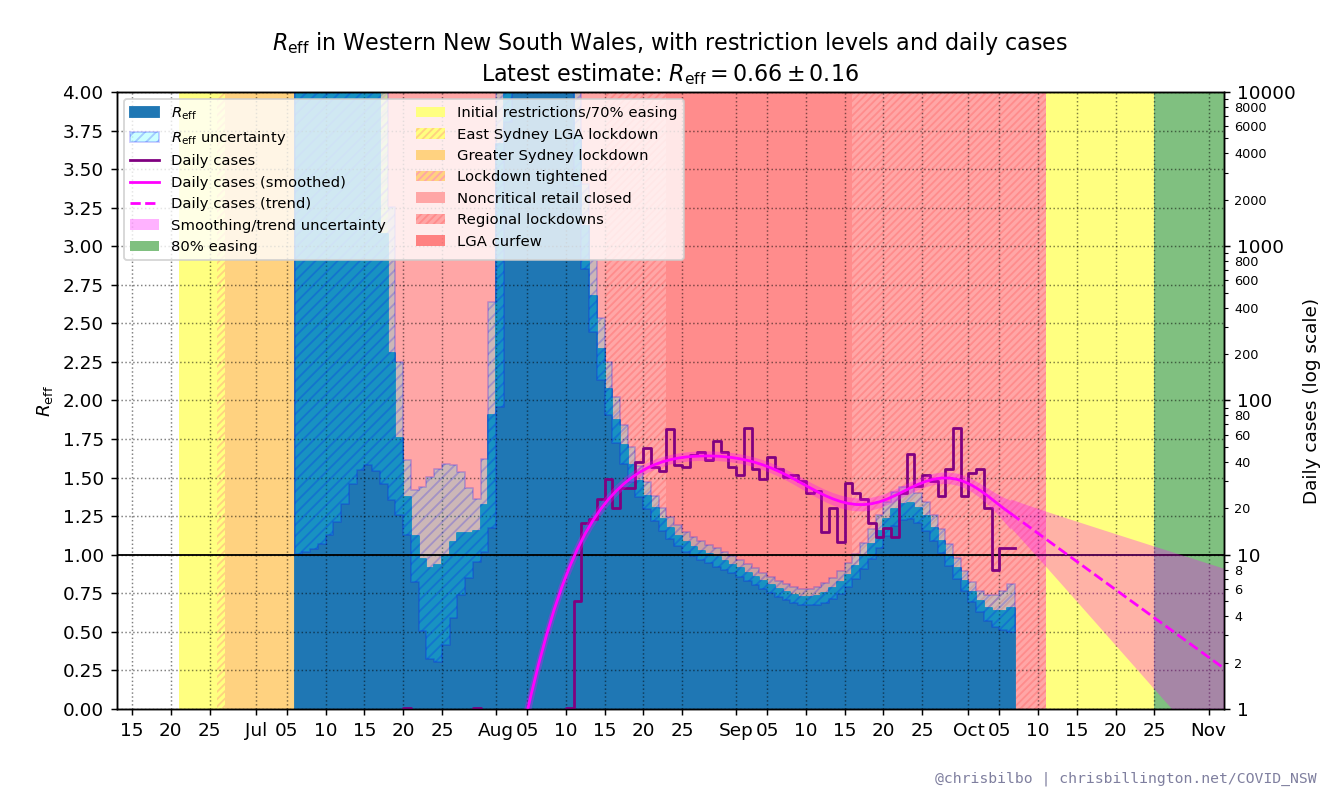 R_eff in Western New South Wales, with restriction levels and daily cases
Latest estimate: R_eff = 0.66 ± 0.16
R_eff
R_eff uncertainty
Daily cases
Daily cases (smoothed)
Daily cases (trend)
Smoothing/trend uncertainty
80% easing
Initial restrictions/70% easing
East Sydney LGA lockdown
Greater Sydney lockdown
Lockdown tightened
Noncritical retail closed
Regional lockdowns
LGA curfew
R_eff
4.00
3.75
3.50
3.25
3.00
2.75
2.50
2.25
2.00
1.75
1.50
1.25
1.00
0.75
0.50
0.25
0.00
10000
8000
6000
4000
2000
1000
800
600
400
200
100
80
60
40
20
10
8
6
4
2
1
Daily cases (log scale)
15 20 25 Jul 05 10 15 20 25 Aug 05 10 15 20 25 Sep 05 10 15 20 25 Oct 05 10 15 20 25 Nov
@chrisbilbo | chrisbillington.net/COVID_NSW